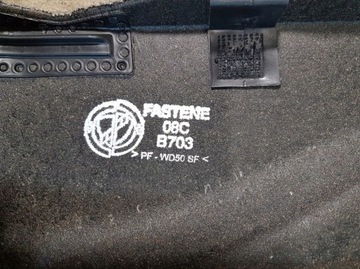 FASTENE
08C
B703
> PF - WD50 SF <